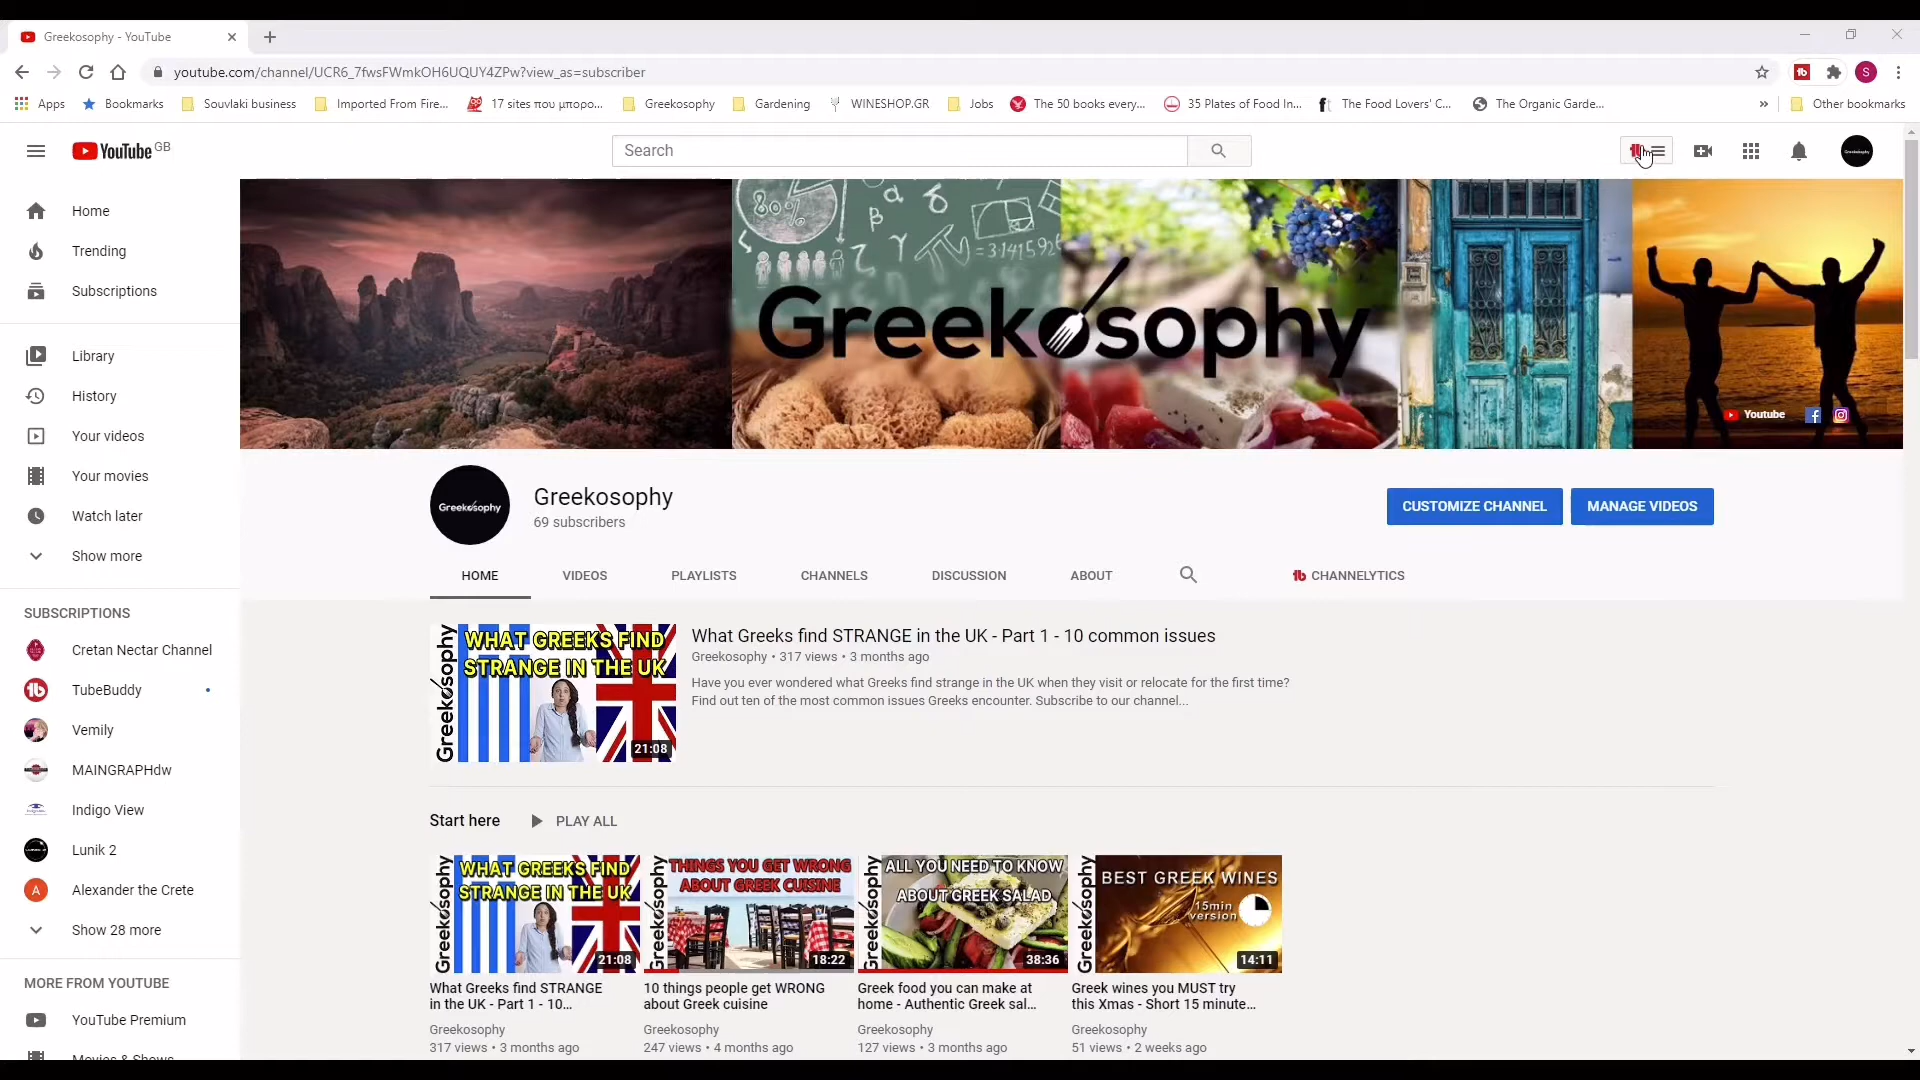 Greekosophy - YouTube
youtube.com/channel/UCR6_7fwsFWmkOH6UQUY4ZPw?view_as=subscriber
Apps Bookmarks Souvlaki business Imported From Fire... 17 sites που μπορο... Greekosophy Gardening WINESHOP.GR Jobs The 50 books every... 35 Plates of Food In... The Food Lovers' C... The Organic Garde... » Other bookmarks
S
YouTube GB
Search
Home
Trending
Subscriptions
Library
History
Your videos
Your movies
Watch later
Show more
SUBSCRIPTIONS
Cretan Nectar Channel
TubeBuddy
Vemily
MAINGRAPHdw
Indigo View
Lunik 2
A Alexander the Crete
Show 28 more
MORE FROM YOUTUBE
YouTube Premium
Movies & Shows
80%
=3.1415926
Greekosophy
Youtube
Greekosophy
Greekosophy
69 subscribers
CUSTOMIZE CHANNEL MANAGE VIDEOS
HOME VIDEOS PLAYLISTS CHANNELS DISCUSSION ABOUT tb CHANNELYTICS
Greekosophy
WHAT GREEKS FIND
STRANGE IN THE UK
21:08
What Greeks find STRANGE in the UK - Part 1 - 10 common issues
Greekosophy • 317 views • 3 months ago
Have you ever wondered what Greeks find strange in the UK when they visit or relocate for the first time?
Find out ten of the most common issues Greeks encounter. Subscribe to our channel...
Start here PLAY ALL
Greekosophy
WHAT GREEKS FIND
STRANGE IN THE UK
21:08
What Greeks find STRANGE
in the UK - Part 1 - 10...
Greekosophy
317 views • 3 months ago
Greekosophy
THINGS YOU GET WRONG
ABOUT GREEK CUISINE
18:22
10 things people get WRONG
about Greek cuisine
Greekosophy
247 views • 4 months ago
Greekosophy
ALL YOU NEED TO KNOW
ABOUT GREEK SALAD
38:36
Greek food you can make at
home - Authentic Greek sal...
Greekosophy
127 views • 3 months ago
Greekosophy
BEST GREEK WINES
15min
version
14:11
Greek wines you MUST try
this Xmas - Short 15 minute...
Greekosophy
51 views • 2 weeks ago